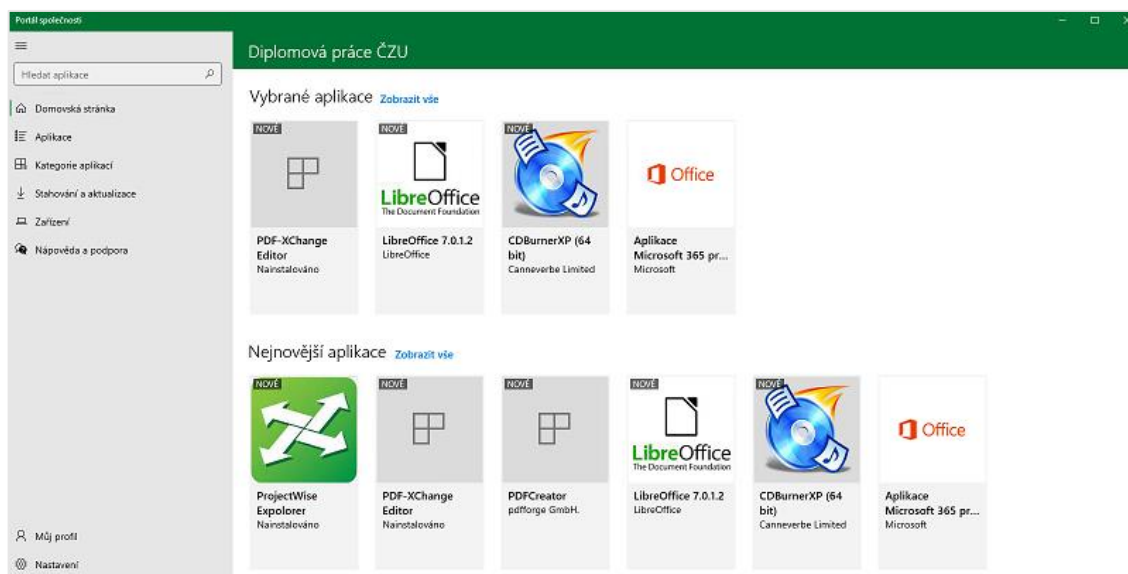 Portál společnosti
Hledat aplikace
Domovská stránka
Aplikace
Kategorie aplikací
Stahování a aktualizace
Zařízení
Nápověda a podpora
Můj profil
Nastavení
Diplomová práce ČZU
Vybrané aplikace Zobrazit vše
NOVÉ
PDF-XChange
Editor
Nainstalováno
NOVÉ
LibreOffice
The Document Foundation
LibreOffice 7.0.1.2
LibreOffice
NOVÉ
CDBurnerXP (64
bit)
Canneverbe Limited
Office
Aplikace
Microsoft 365 pr...
Microsoft
Nejnovější aplikace Zobrazit vše
NOVÉ
ProjectWise
Expolorer
Nainstalováno
NOVÉ
PDF-XChange
Editor
Nainstalováno
NOVÉ
PDFCreator
pdfforge GmbH.
NOVÉ
LibreOffice
The Document Foundation
LibreOffice 7.0.1.2
LibreOffice
NOVÉ
CDBurnerXP (64
bit)
Canneverbe Limited
Office
Aplikace
Microsoft 365 pr...
Microsoft